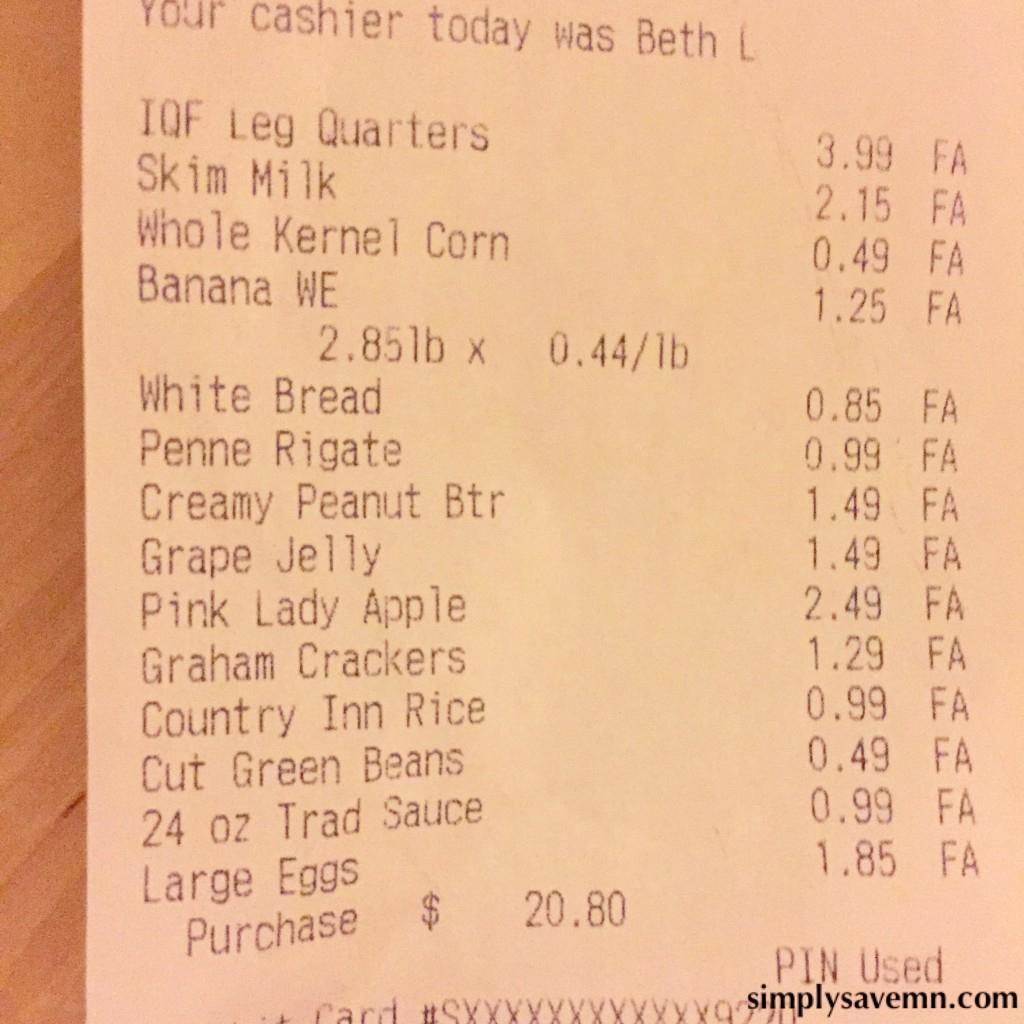 Your cashier today was Beth L
IQF Leg Quarters 3.99 FA
Skim Milk 2.15 FA
Whole Kernel Corn 0.49 FA
Banana WE 1.25 FA
2.85lb x 0.44/lb
White Bread 0.85 FA
Penne Rigate 0.99 FA
Creamy Peanut Btr 1.49 FA
Grape Jelly 1.49 FA
Pink Lady Apple 2.49 FA
Graham Crackers 1.29 FA
Country Inn Rice 0.99 FA
Cut Green Beans 0.49 FA
24 oz Trad Sauce 0.99 FA
Large Eggs 1.85 FA
Purchase $ 20.80
PIN Used
Card
simplysavemn.com